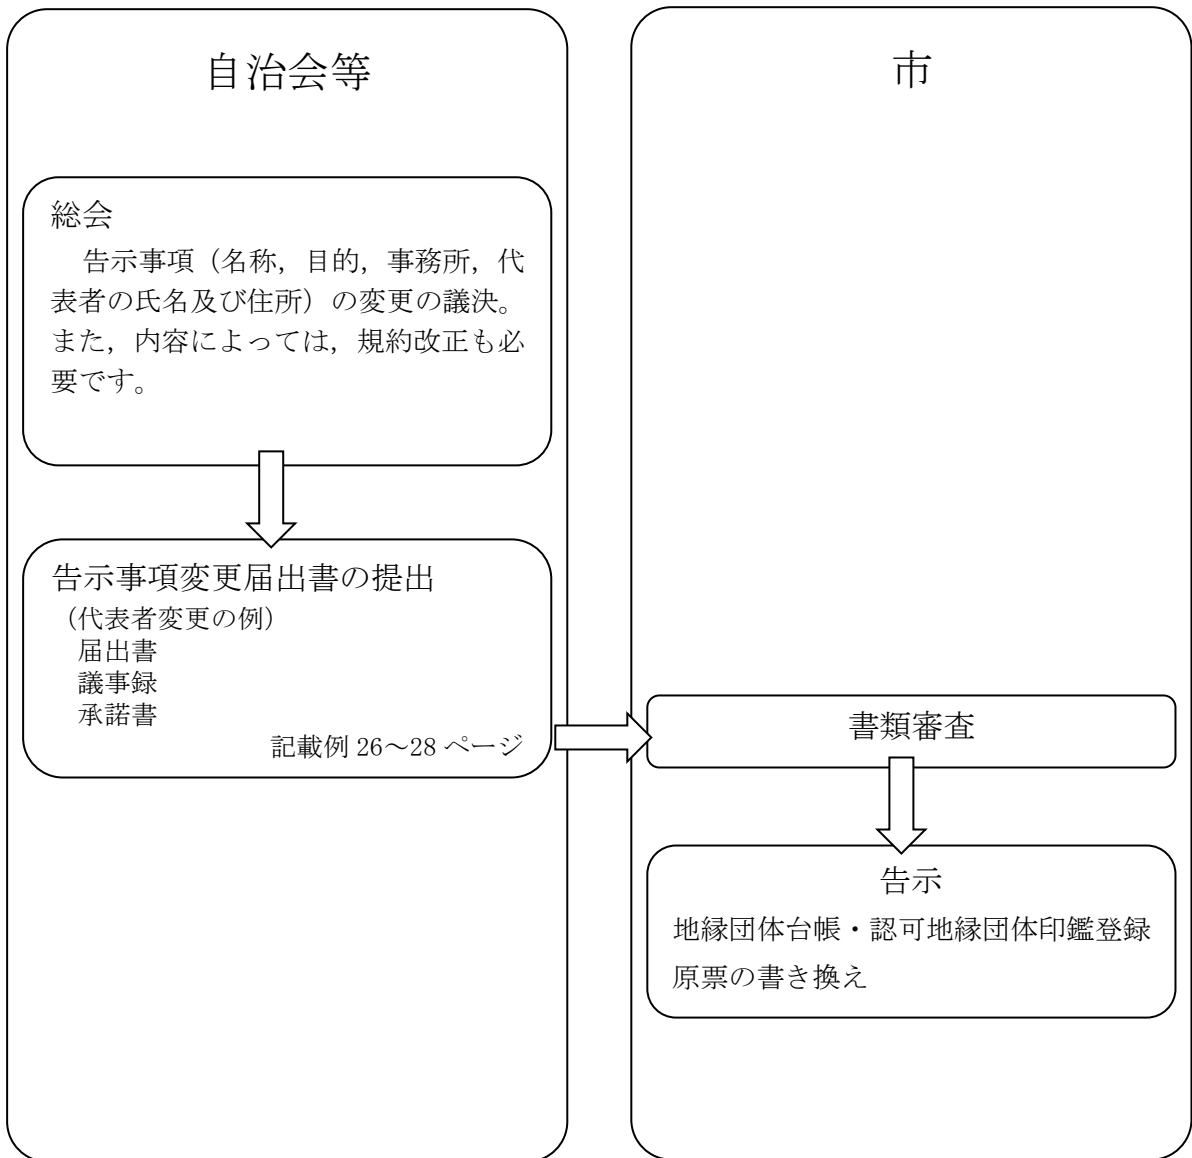 自治会等
総会
告示事項（名称，目的，事務所，代
表者の氏名及び住所）の変更の議決。
また，内容によっては，規約改正も必
要です。
告示事項変更届出書の提出
（代表者変更の例）
届出書
議事録
承諾書
記載例 26～28 ページ
市
書類審査
告示
地縁団体台帳・認可地縁団体印鑑登録
原票の書き換え